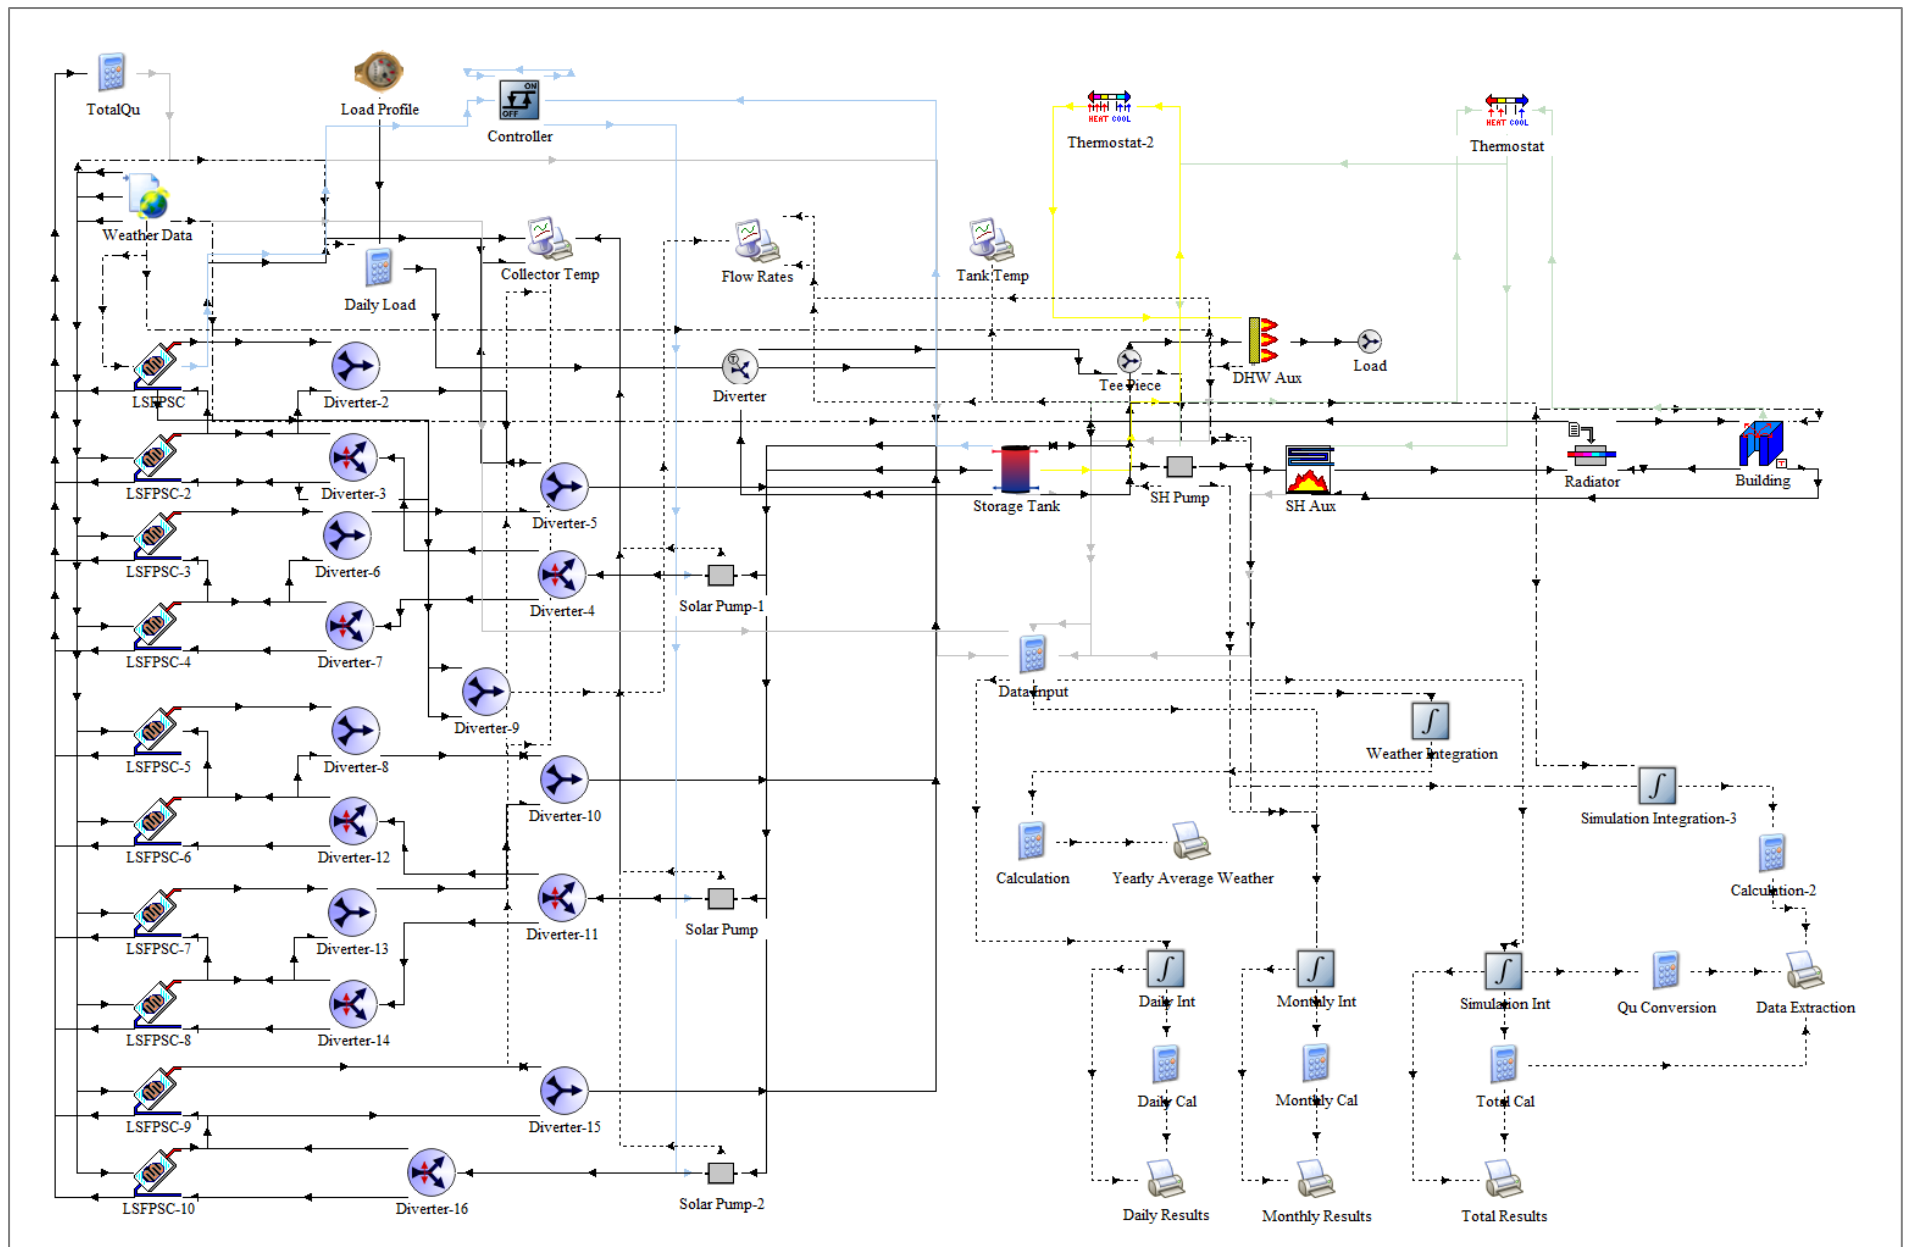 TotalQu
Load Profile
ON
OFF
Controller
HEAT COOL
Thermostat-2
HEAT COOL
Thermostat
Weather Data
Collector Temp
Flow Rates
Tank Temp
Daily Load
LSFPSC
Diverter-2
Diverter
Tee Piece
DHW Aux
Load
LSFPSC-2
Diverter-3
Diverter-5
Storage Tank
SH Pump
SH Aux
Radiator
Building
LSFPSC-3
Diverter-6
Diverter-4
Solar Pump-1
LSFPSC-4
Diverter-7
Data Input
Diverter-9
Weather Integration
LSFPSC-5
Diverter-8
Diverter-10
Simulation Integration-3
LSFPSC-6
Diverter-12
Calculation
Yearly Average Weather
Calculation-2
LSFPSC-7
Diverter-13
Diverter-11
Solar Pump
Daily Int
Monthly Int
Simulation Int
Qu Conversion
Data Extraction
LSFPSC-8
Diverter-14
Daily Cal
Monthly Cal
Total Cal
LSFPSC-9
Diverter-15
LSFPSC-10
Diverter-16
Solar Pump-2
Daily Results
Monthly Results
Total Results